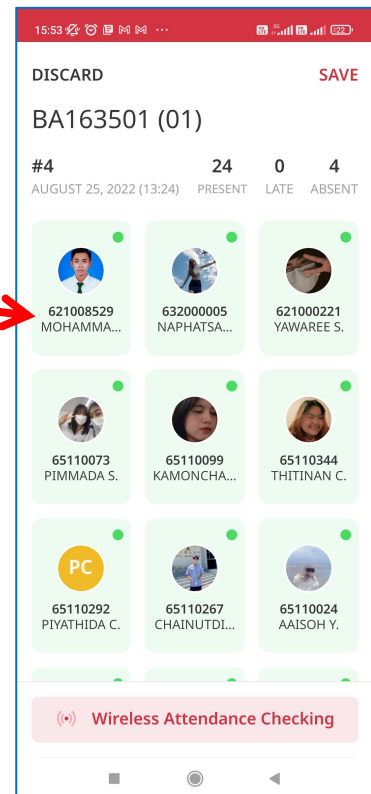 15:53
22
DISCARD SAVE
BA163501 (01)
#4 24 0 4
AUGUST 25, 2022 (13:24) PRESENT LATE ABSENT
621008529 632000005 621000221
MOHAMMA... NAPHATSA... YAWAREE S.
65110073 65110099 65110344
PIMMADA S. KAMONCHA... THITINAN C.
PC
65110292 65110267 65110024
PIYATHIDA C. CHAINUTDI... AAISOH Y.
Wireless Attendance Checking